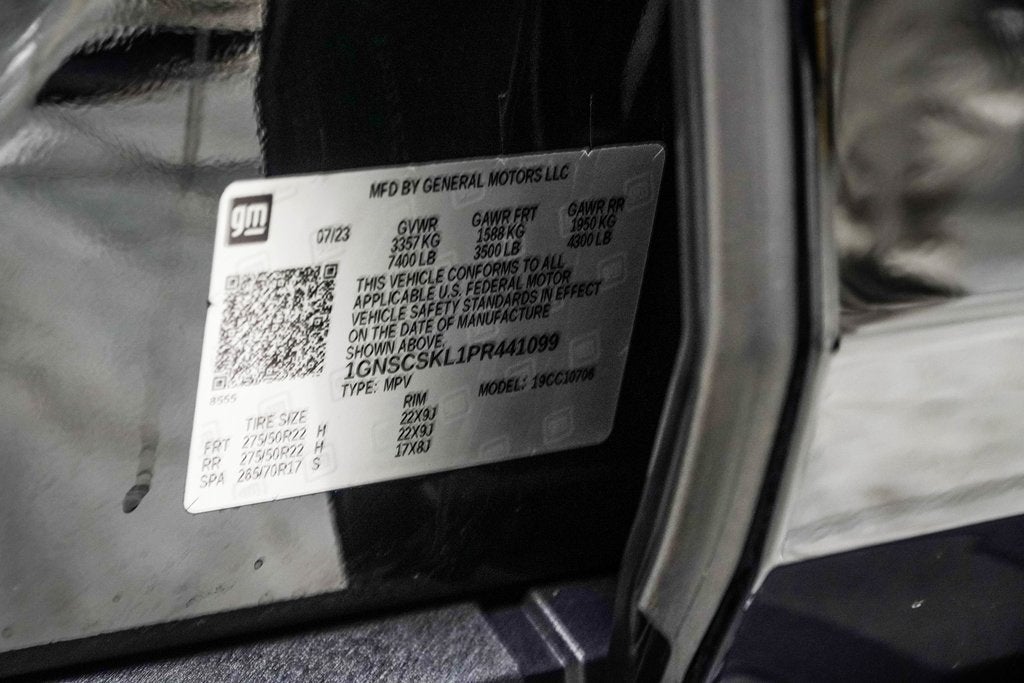 MFD BY GENERAL MOTORS LLC
gm
07/23
GVWR GAWR FRT GAWR RR
3357 KG 1588 KG 1950 KG
7400 LB 3500 LB 4300 LB
THIS VEHICLE CONFORMS TO ALL
APPLICABLE U.S. FEDERAL MOTOR
VEHICLE SAFETY STANDARDS IN EFFECT
ON THE DATE OF MANUFACTURE
SHOWN ABOVE.
1GNSCSKL1PR441099
TYPE: MPV MODEL: 19CC10706
8555
TIRE SIZE RIM
FRT 275/50R22 H 22X9J
RR 275/50R22 H 22X9J
SPA 265/70R17 S 17X8J